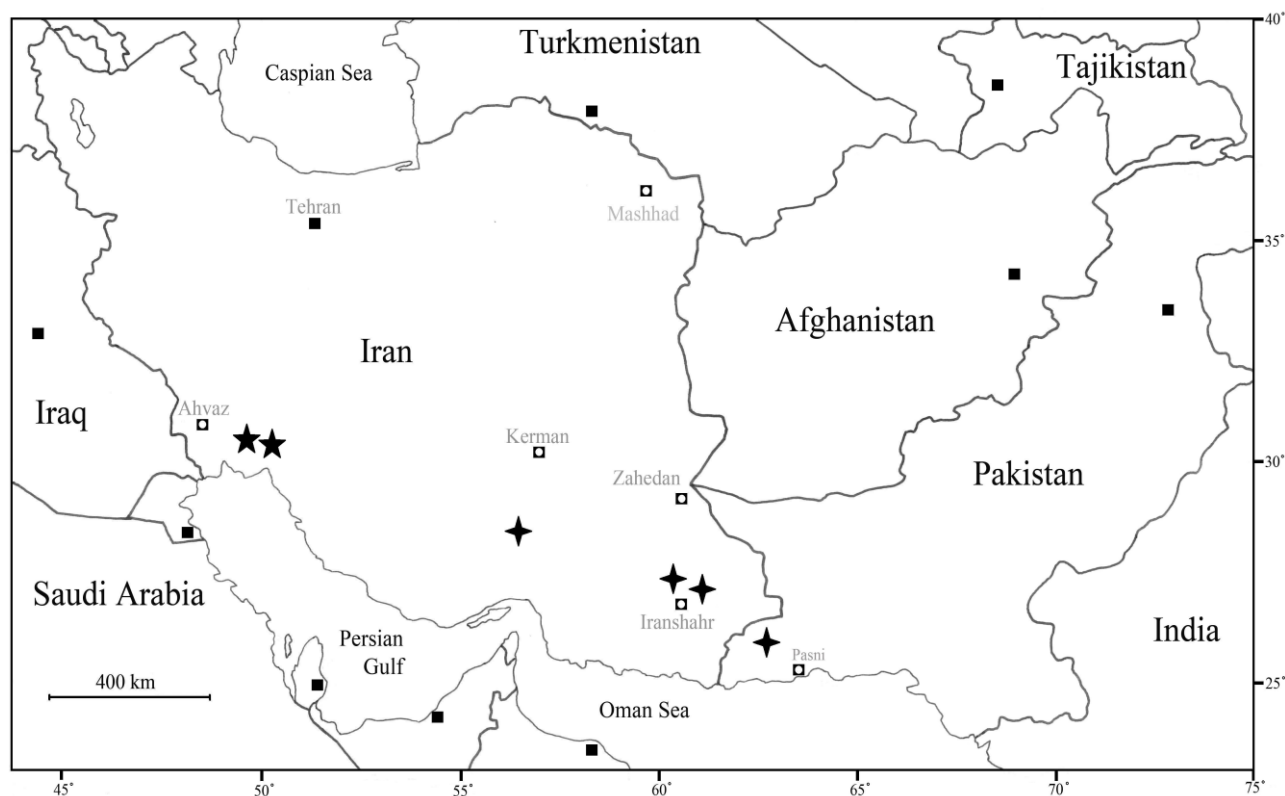 Turkmenistan
40°
Caspian Sea
Tajikistan
Tehran
Mashhad
35°
Afghanistan
Iran
Ahvaz
Iraq
Kerman
Zahedan
Pakistan
30°
Saudi Arabia
Iranshahr
India
Persian
Gulf
Pasni
400 km
25°
Oman Sea
45°
50°
55°
60°
65°
70°
75°